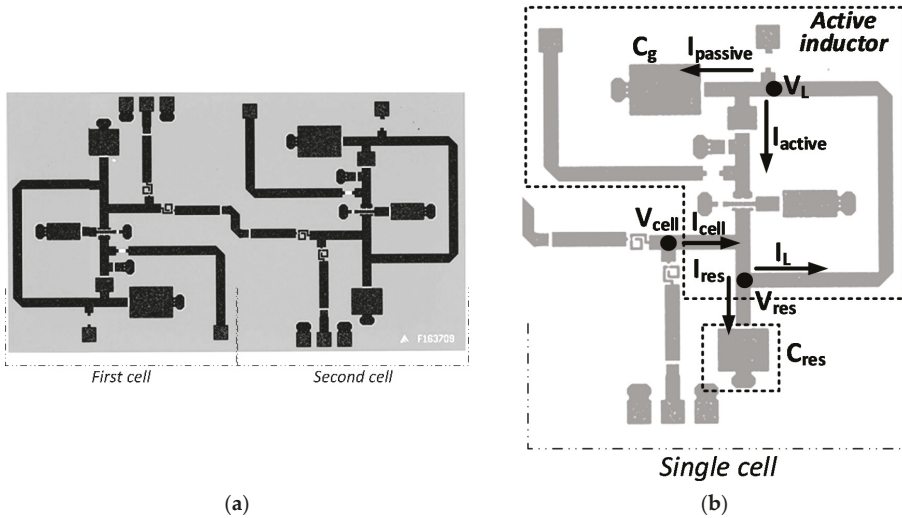 F163709
First cell
Second cell
(a)
Active
inductor
Cg
Ipassive
VL
Iactive
Vcell
Icell
Ires
IL
Vres
Cres
Single cell
(b)